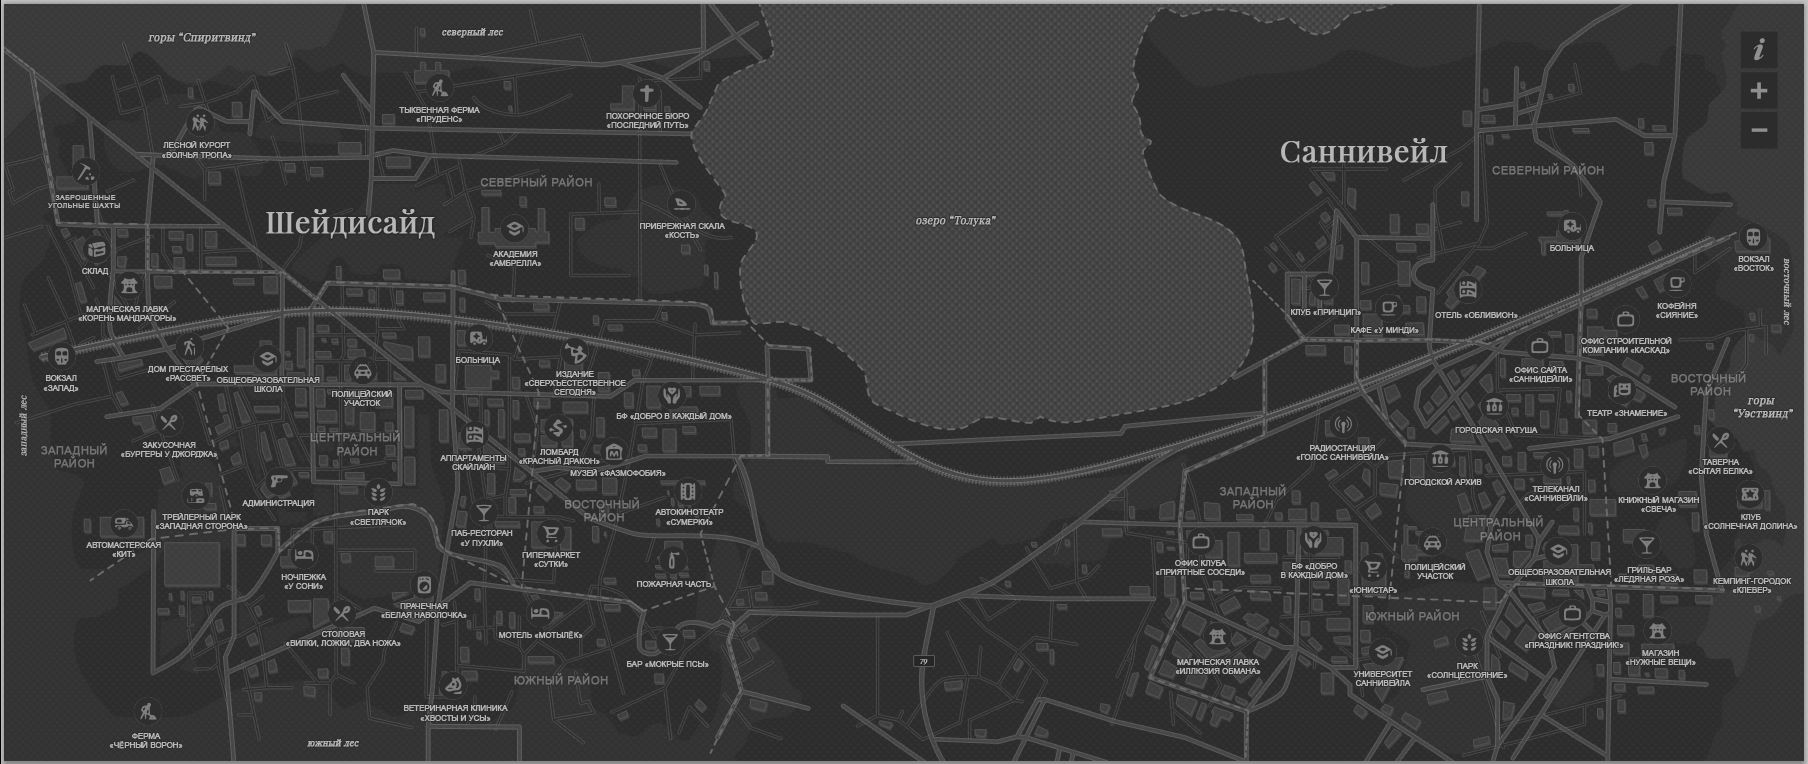 горы "Спиритвинд"
северный лес
ТЫКВЕННАЯ ФЕРМА
«ПРУДЕНС»
ПОХОРОННОЕ БЮРО
«ПОСЛЕДНИЙ ПУТЬ»
ЛЕСНОЙ КУРОРТ
«ВОЛЧЬЯ ТРОПА»
ЗАБРОШЕННЫЕ
УГОЛЬНЫЕ ШАХТЫ
СЕВЕРНЫЙ РАЙОН
Шейдисайд
ПРИБРЕЖНАЯ СКАЛА
«КОСТЬ»
АКАДЕМИЯ
«АМБРЕЛЛА»
СКЛАД
МАГИЧЕСКАЯ ЛАВКА
«КОРЕНЬ МАНДРАГОРЫ»
ВОКЗАЛ
«ЗАПАД»
ДОМ ПРЕСТАРЕЛЫХ
«РАССВЕТ»
ОБЩЕОБРАЗОВАТЕЛЬНАЯ
ШКОЛА
ПОЛИЦЕЙСКИЙ
УЧАСТОК
БОЛЬНИЦА
ИЗДАНИЕ
«СВЕРХЪЕСТЕСТВЕННОЕ
СЕГОДНЯ»
БФ «ДОБРО В КАЖДЫЙ ДОМ»
западный лес
ЗАПАДНЫЙ
РАЙОН
ЗАКУСОЧНАЯ
«БУРГЕРЫ У ДЖОРДЖА»
ЦЕНТРАЛЬНЫЙ
РАЙОН
АППАРТАМЕНТЫ
СКАЙЛАЙН
ЛОМБАРД
«КРАСНЫЙ ДРАКОН»
МУЗЕЙ «ФАЗМОФОБИЯ»
АДМИНИСТРАЦИЯ
ТРЕЙЛЕРНЫЙ ПАРК
«ЗАПАДНАЯ СТОРОНА»
ПАРК
«СВЕТЛЯЧОК»
ВОСТОЧНЫЙ
РАЙОН
АВТОКИНОТЕАТР
«СУМЕРКИ»
АВТОМАСТЕРСКАЯ
«КИТ»
ПАБ-РЕСТОРАН
«У ПУХЛИ»
ГИПЕРМАРКЕТ
«СУТКИ»
НОЧЛЕЖКА
«У СОНИ»
ПОЖАРНАЯ ЧАСТЬ
ПРАЧЕЧНАЯ
«БЕЛАЯ НАВОЛОЧКА»
СТОЛОВАЯ
«ВИЛКИ, ЛОЖКИ, ДВА НОЖА»
МОТЕЛЬ «МОТЫЛЁК»
БАР «МОКРЫЕ ПСЫ»
ЮЖНЫЙ РАЙОН
ВЕТЕРИНАРНАЯ КЛИНИКА
«ХВОСТЫ И УСЫ»
ФЕРМА
«ЧЁРНЫЙ ВОРОН»
южный лес
озеро "Толука"
79
Саннивейл
СЕВЕРНЫЙ РАЙОН
БОЛЬНИЦА
ВОКЗАЛ
«ВОСТОК»
восточный лес
КЛУБ «ПРИНЦИП»
КАФЕ «У МИНДИ»
ОТЕЛЬ «ОБЛИВИОН»
КОФЕЙНЯ
«СИЯНИЕ»
ОФИС СТРОИТЕЛЬНОЙ
КОМПАНИИ «КАСКАД»
ОФИС САЙТА
«САННИДЕЙЛИ»
ВОСТОЧНЫЙ
РАЙОН
горы
"Уэствинд"
ТЕАТР «ЗНАМЕНИЕ»
ГОРОДСКАЯ РАТУША
РАДИОСТАНЦИЯ
«ГОЛОС САННИВЕЙЛА»
ТАВЕРНА
«СЫТАЯ БЕЛКА»
ГОРОДСКОЙ АРХИВ
ТЕЛЕКАНАЛ
«САННИВЕЙЛИ»
КНИЖНЫЙ МАГАЗИН
«СВЕЧА»
КЛУБ
«СОЛНЕЧНАЯ ДОЛИНА»
ЗАПАДНЫЙ
РАЙОН
ЦЕНТРАЛЬНЫЙ
РАЙОН
ОФИС КЛУБА
«ПРИЯТНЫЕ СОСЕДИ»
БФ «ДОБРО
В КАЖДЫЙ ДОМ»
«ЮНИСТАР»
ПОЛИЦЕЙСКИЙ
УЧАСТОК
ОБЩЕОБРАЗОВАТЕЛЬНАЯ
ШКОЛА
ГРИЛЬ-БАР
«ЛЕДЯНАЯ РОЗА»
КЕМПИНГ-ГОРОДОК
«КЛЕВЕР»
ЮЖНЫЙ РАЙОН
ОФИС АГЕНТСТВА
«ПРАЗДНИК! ПРАЗДНИК!»
МАГАЗИН
«НУЖНЫЕ ВЕЩИ»
МАГИЧЕСКАЯ ЛАВКА
«ИЛЛЮЗИЯ ОБМАНА»
УНИВЕРСИТЕТ
САННИВЕЙЛА
ПАРК
«СОЛНЦЕСТОЯНИЕ»